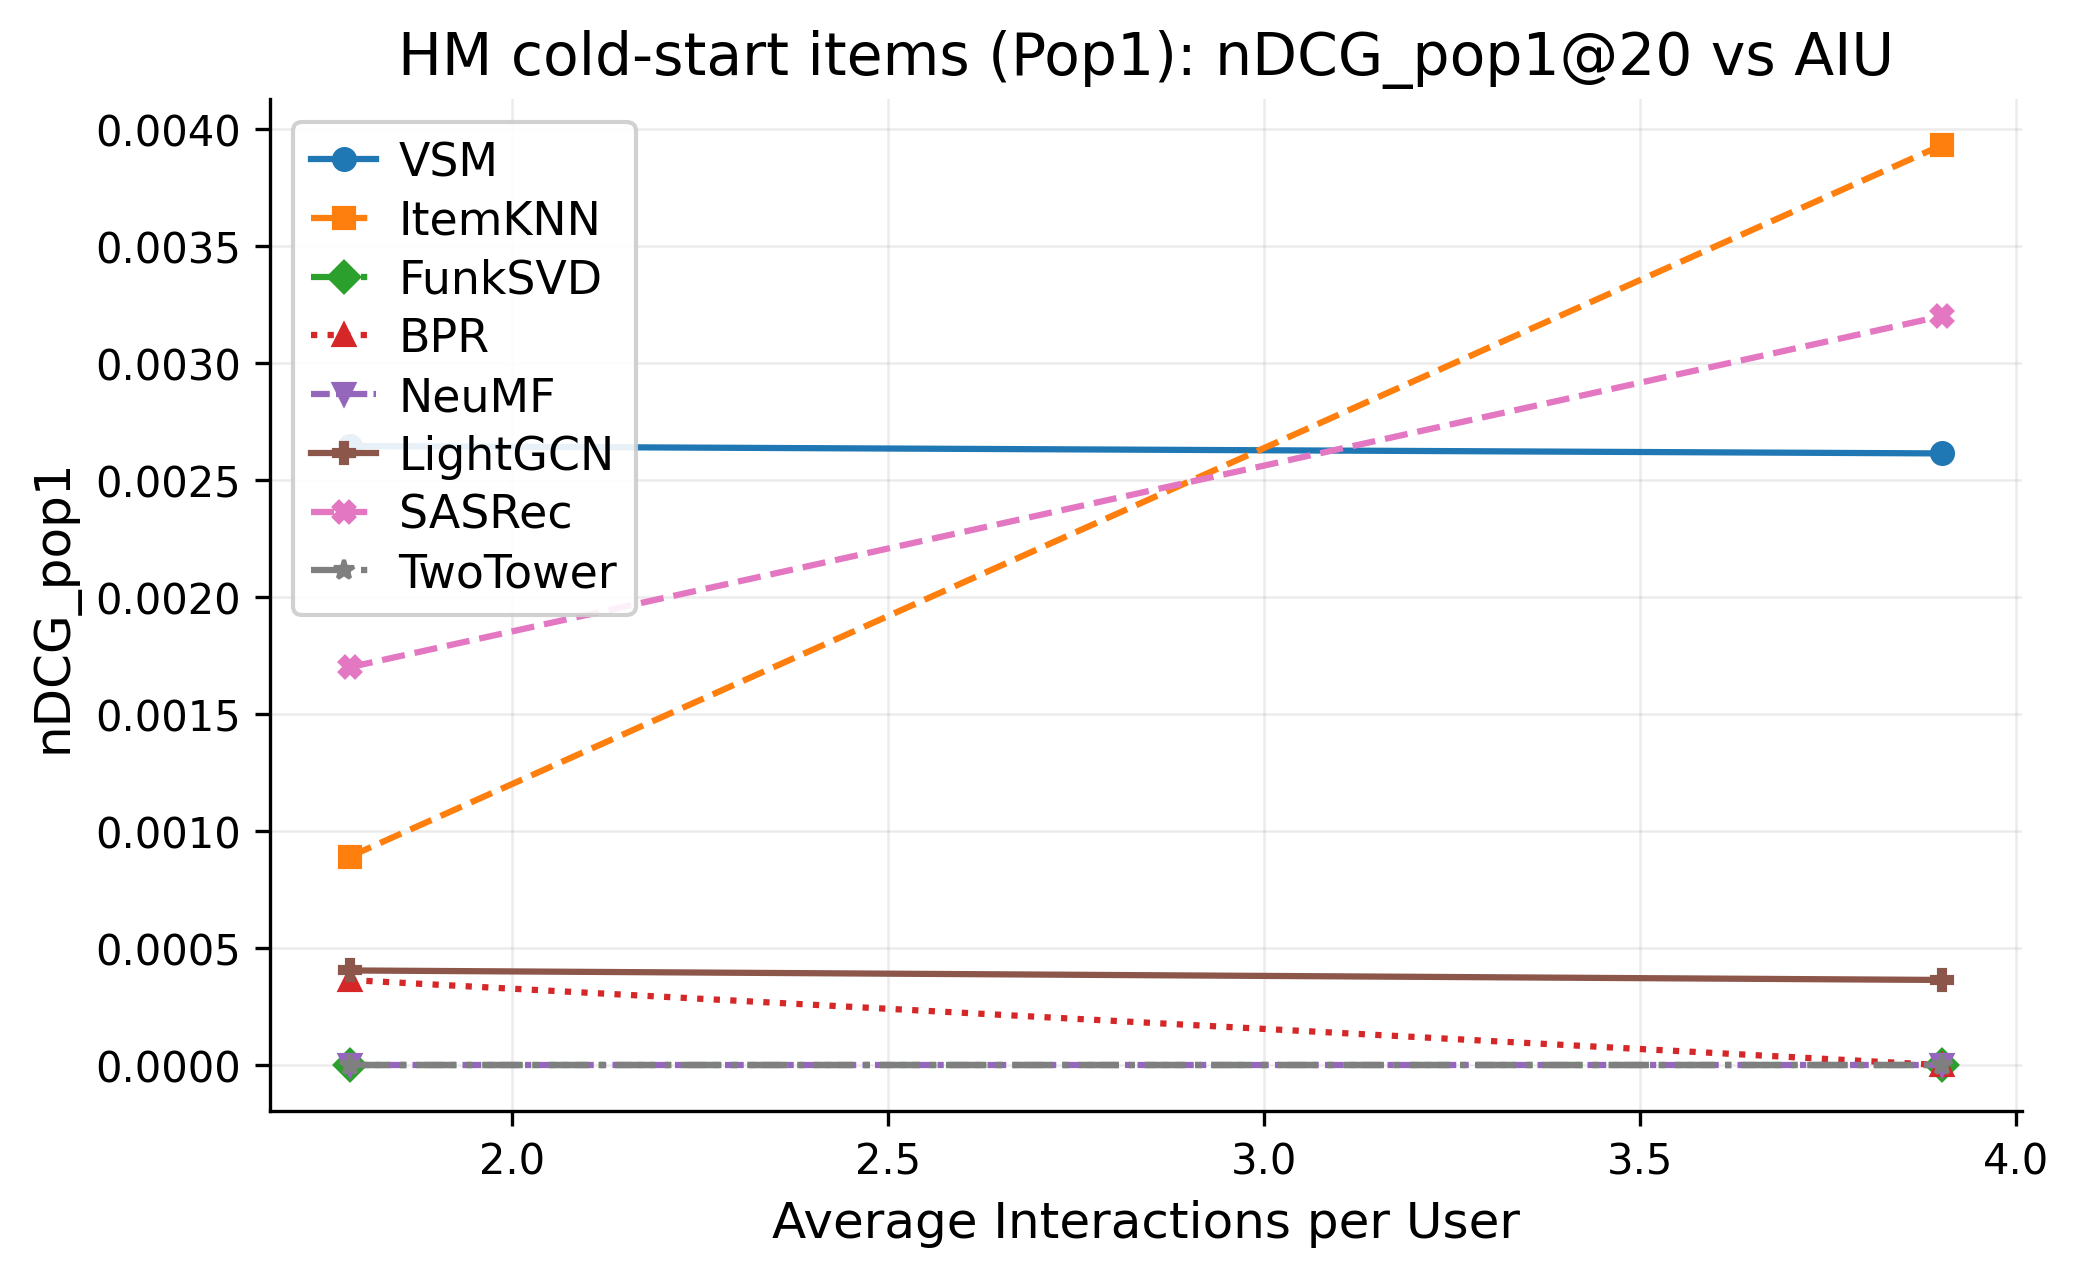 HM cold-start items (Pop1): nDCG_pop1@20 vs AIU
nDCG_pop1
0.0040
0.0035
0.0030
0.0025
0.0020
0.0015
0.0010
0.0005
0.0000
VSM
ItemKNN
FunkSVD
BPR
NeuMF
LightGCN
SASRec
TwoTower
2.0
2.5
3.0
3.5
4.0
Average Interactions per User